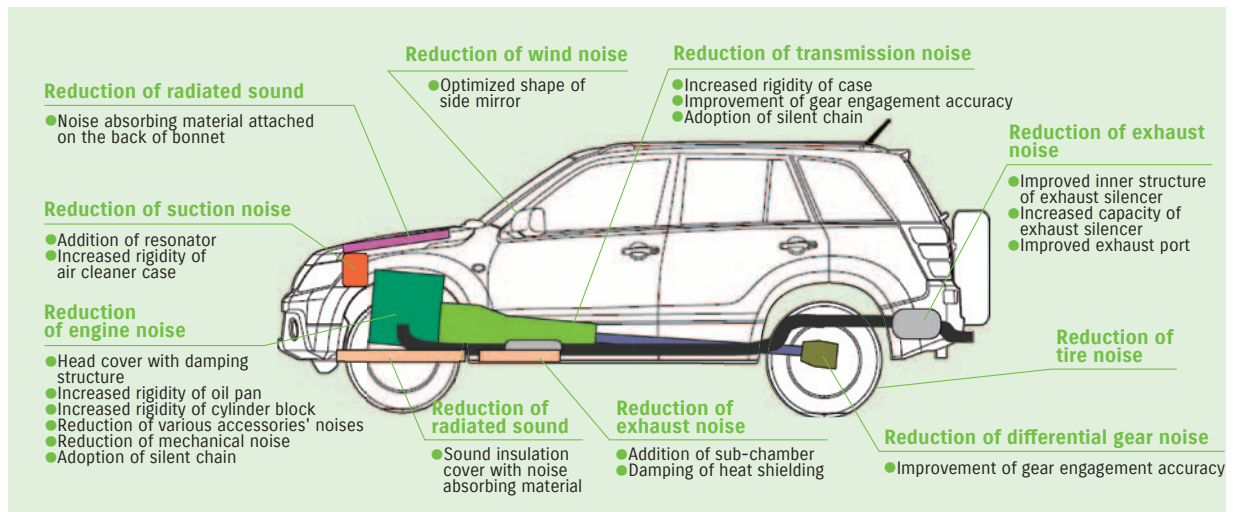 Reduction of wind noise
●Optimized shape of
side mirror
Reduction of transmission noise
●Increased rigidity of case
●Improvement of gear engagement accuracy
●Adoption of silent chain
Reduction of radiated sound
●Noise absorbing material attached
on the back of bonnet
Reduction of exhaust
noise
●Improved inner structure
of exhaust silencer
●Increased capacity of
exhaust silencer
●Improved exhaust port
Reduction of suction noise
●Addition of resonator
●Increased rigidity of
air cleaner case
Reduction
of engine noise
●Head cover with damping
structure
●Increased rigidity of oil pan
●Increased rigidity of cylinder block
●Reduction of various accessories' noises
●Reduction of mechanical noise
●Adoption of silent chain
Reduction of
tire noise
Reduction of
radiated sound
●Sound insulation
cover with noise
absorbing material
Reduction of
exhaust noise
●Addition of sub-chamber
●Damping of heat shielding
Reduction of differential gear noise
●Improvement of gear engagement accuracy